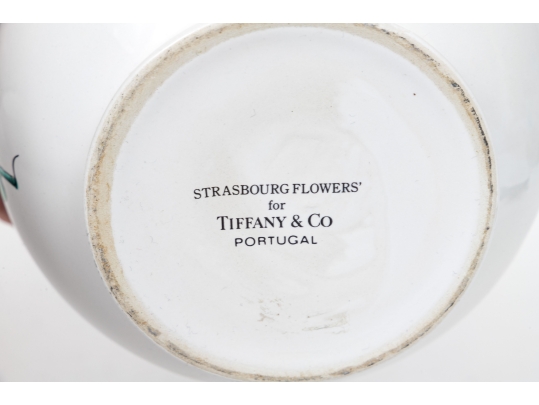 STRASBOURG FLOWERS'
for
TIFFANY & CO
PORTUGAL